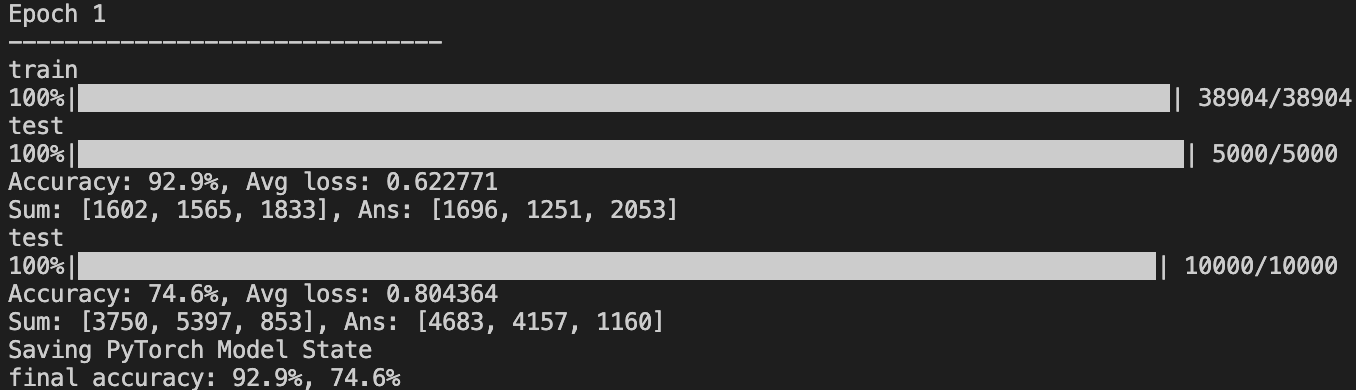 Epoch 1
-------------------------------
train
100%|██████████████████████████████████████████████████████████████████████████████| 38904/38904
test
100%|███████████████████████████████████████████████████████████████████████████████| 5000/5000
Accuracy: 92.9%, Avg loss: 0.622771
Sum: [1602, 1565, 1833], Ans: [1696, 1251, 2053]
test
100%|█████████████████████████████████████████████████████████████████████████████| 10000/10000
Accuracy: 74.6%, Avg loss: 0.804364
Sum: [3750, 5397, 853], Ans: [4683, 4157, 1160]
Saving PyTorch Model State
final accuracy: 92.9%, 74.6%